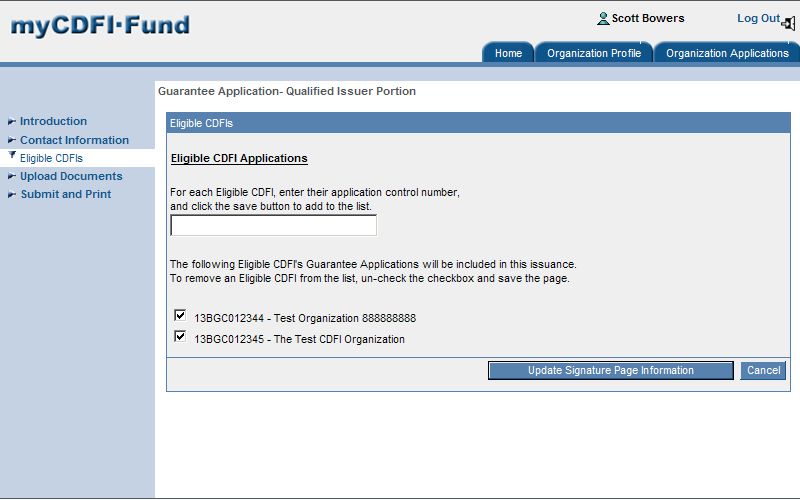 myCDFI·Fund
Scott Bowers
Log Out
Home
Organization Profile
Organization Applications
Guarantee Application- Qualified Issuer Portion
Introduction
Contact Information
Eligible CDFIs
Upload Documents
Submit and Print
Eligible CDFIs
Eligible CDFI Applications
For each Eligible CDFI, enter their application control number,
and click the save button to add to the list.
The following Eligible CDFI's Guarantee Applications will be included in this issuance.
To remove an Eligible CDFI from the list, un-check the checkbox and save the page.
13BGC012344 - Test Organization 888888888
13BGC012345 - The Test CDFI Organization
Update Signature Page Information
Cancel